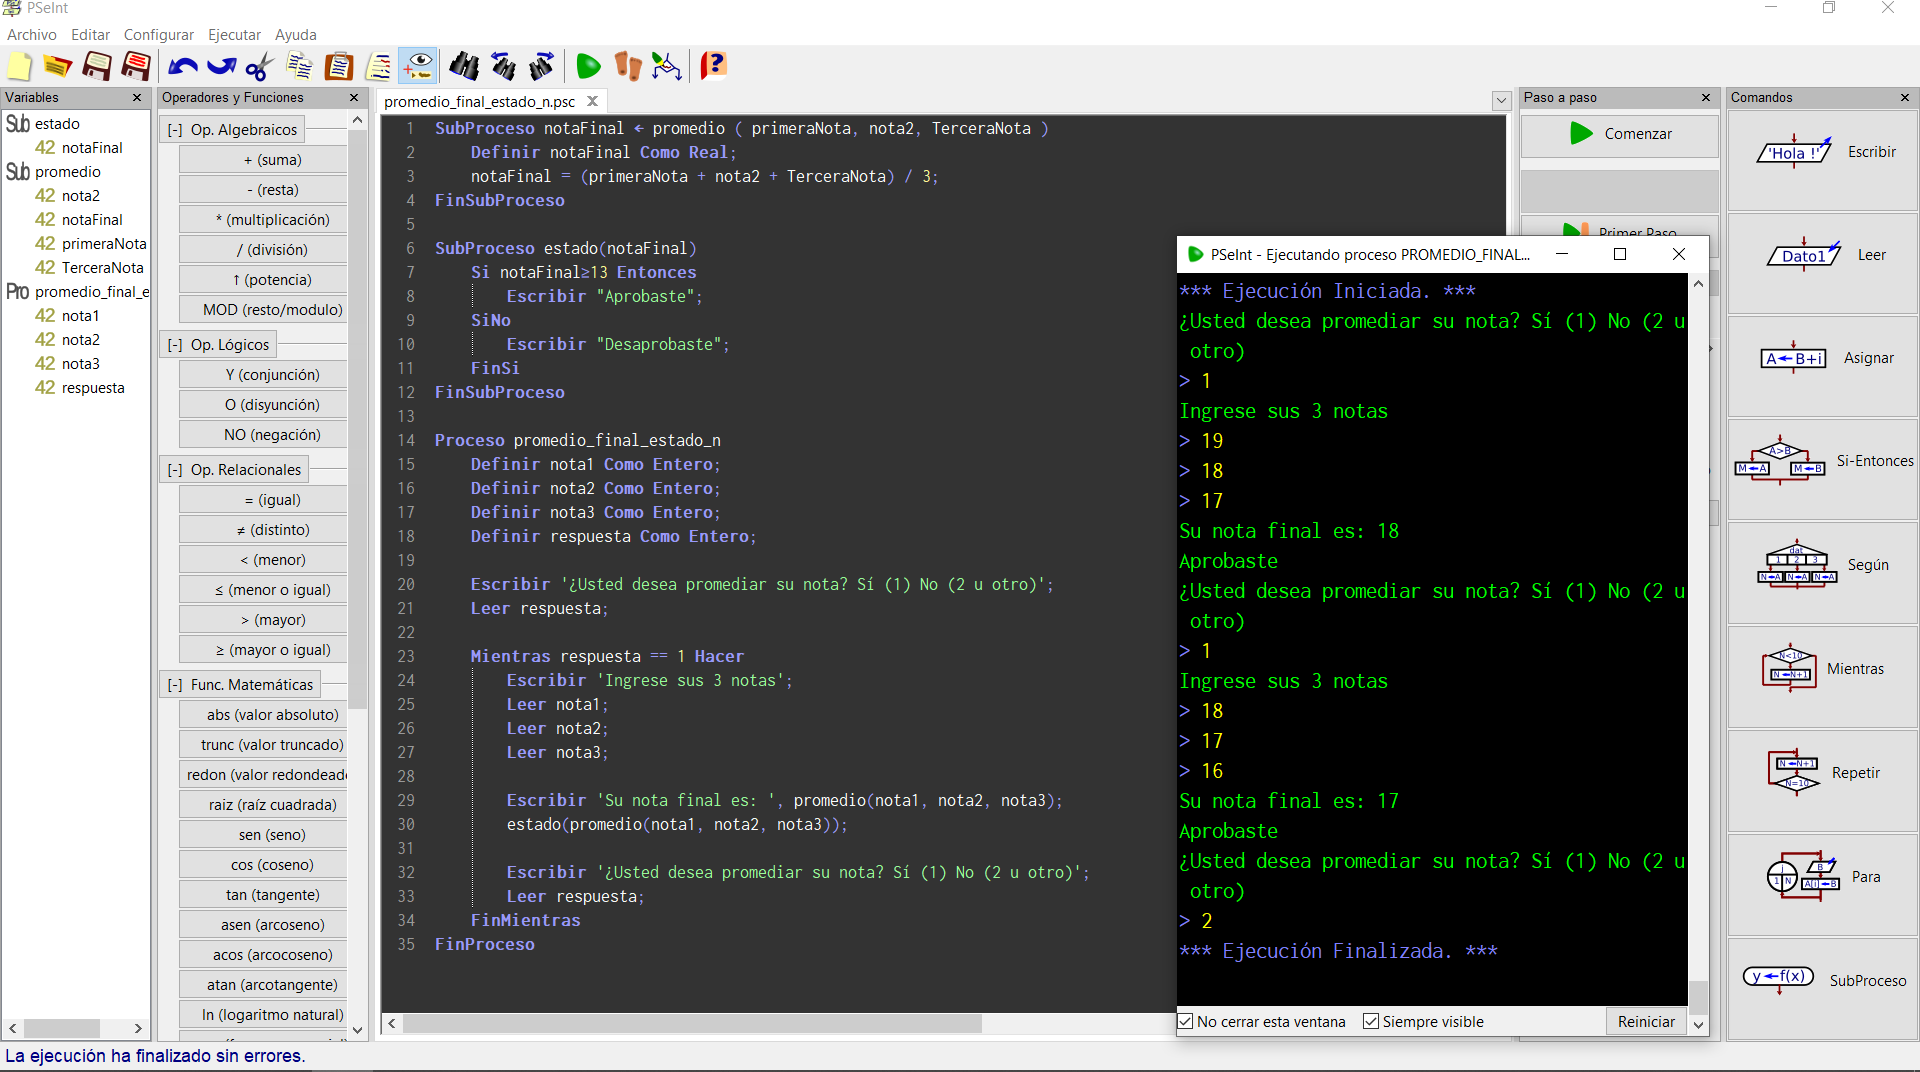 PSeInt
Archivo Editar Configurar Ejecutar Ayuda
Variables
Sub estado
42 notaFinal
Sub promedio
42 nota2
42 notaFinal
42 primeraNota
42 TerceraNota
Pro promedio_final_e
42 nota1
42 nota2
42 nota3
42 respuesta
Operadores y Funciones
[-] Op. Algebraicos
+ (suma)
- (resta)
* (multiplicación)
/ (división)
↑ (potencia)
MOD (resto/modulo)
[-] Op. Lógicos
Y (conjunción)
O (disyunción)
NO (negación)
[-] Op. Relacionales
= (igual)
≠ (distinto)
< (menor)
≤ (menor o igual)
> (mayor)
≥ (mayor o igual)
[-] Func. Matemáticas
abs (valor absoluto)
trunc (valor truncado)
redon (valor redondeado
raiz (raíz cuadrada)
sen (seno)
cos (coseno)
tan (tangente)
asen (arcoseno)
acos (arcocoseno)
atan (arcotangente)
ln (logaritmo natural)
promedio_final_estado_n.psc
1 SubProceso notaFinal ← promedio ( primeraNota, nota2, TerceraNota )
2 Definir notaFinal Como Real;
3 notaFinal = (primeraNota + nota2 + TerceraNota) / 3;
4 FinSubProceso
5
6 SubProceso estado(notaFinal)
7 Si notaFinal≥13 Entonces
8 Escribir "Aprobaste";
9 SiNo
10 Escribir "Desaprobaste";
11 FinSi
12 FinSubProceso
13
14 Proceso promedio_final_estado_n
15 Definir nota1 Como Entero;
16 Definir nota2 Como Entero;
17 Definir nota3 Como Entero;
18 Definir respuesta Como Entero;
19
20 Escribir '¿Usted desea promediar su nota? Sí (1) No (2 u otro)';
21 Leer respuesta;
22
23 Mientras respuesta == 1 Hacer
24 Escribir 'Ingrese sus 3 notas';
25 Leer nota1;
26 Leer nota2;
27 Leer nota3;
28
29 Escribir 'Su nota final es: ', promedio(nota1, nota2, nota3);
30 estado(promedio(nota1, nota2, nota3));
31
32 Escribir '¿Usted desea promediar su nota? Sí (1) No (2 u otro)';
33 Leer respuesta;
34 FinMientras
35 FinProceso
Paso a paso
Comenzar
Primer Paso
PSeInt - Ejecutando proceso PROMEDIO_FINAL...
*** Ejecución Iniciada. ***
¿Usted desea promediar su nota? Sí (1) No (2 u
otro)
> 1
Ingrese sus 3 notas
> 19
> 18
> 17
Su nota final es: 18
Aprobaste
¿Usted desea promediar su nota? Sí (1) No (2 u
otro)
> 1
Ingrese sus 3 notas
> 18
> 17
> 16
Su nota final es: 17
Aprobaste
¿Usted desea promediar su nota? Sí (1) No (2 u
otro)
> 2
*** Ejecución Finalizada. ***
No cerrar esta ventana Siempre visible Reiniciar
Comandos
'Hola !' Escribir
Dato1 Leer
A←B+i Asignar
A>B
M←A M←B
Si-Entonces
dat
1 2 3
N←A N←A N←A
Según
N<10
N←N+1
Mientras
N←N+1
N=10
Repetir
B
1 N A[i]←B
Para
y←f(x) SubProceso
La ejecución ha finalizado sin errores.